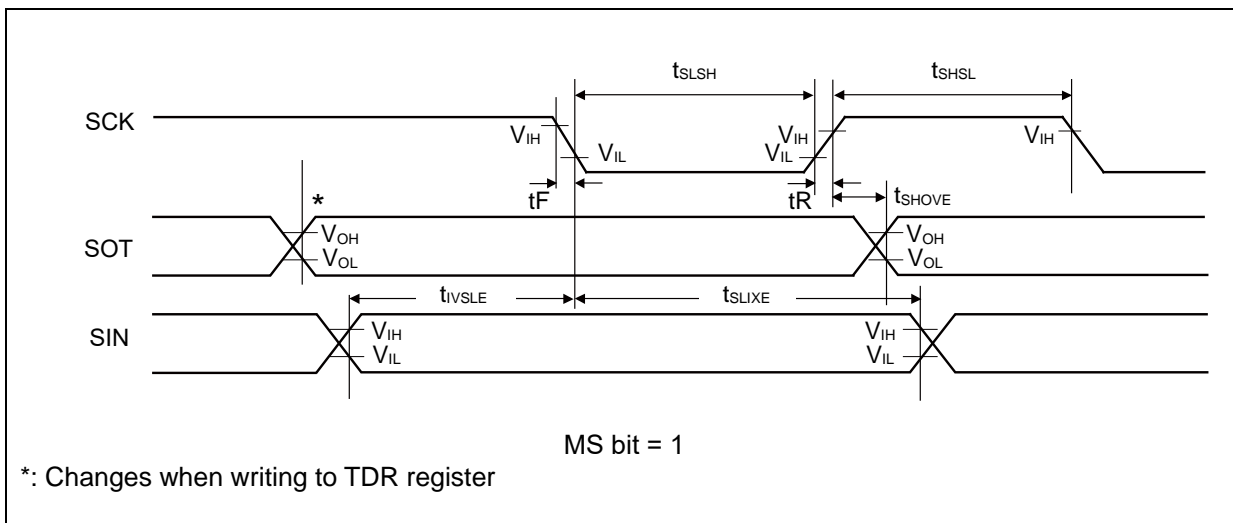 tSLSH tSHSL
SCK
VIH VIH VIH
VIL VIL
tF tR tSHOVE
*
SOT
VOH VOH
VOL VOL
tIVSLE tSLIXE
SIN
VIH VIH
VIL VIL
MS bit = 1
*: Changes when writing to TDR register